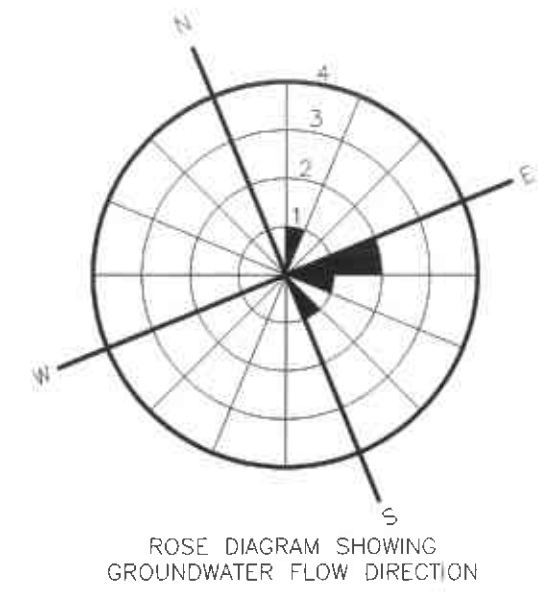 N
4
3
2
1
E
W
S
ROSE DIAGRAM SHOWING
GROUNDWATER FLOW DIRECTION